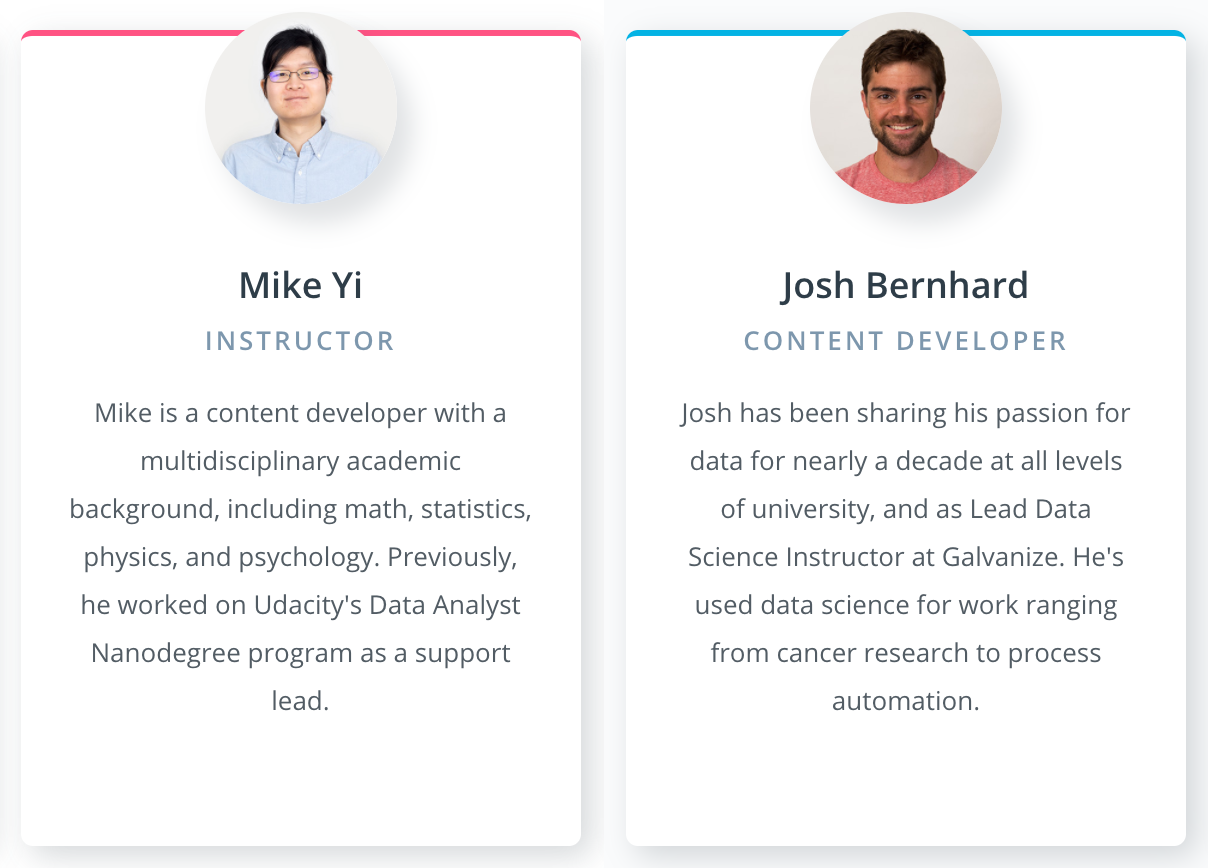 Mike Yi
INSTRUCTOR
Mike is a content developer with a
multidisciplinary academic
background, including math, statistics,
physics, and psychology. Previously,
he worked on Udacity's Data Analyst
Nanodegree program as a support
lead.
Josh Bernhard
CONTENT DEVELOPER
Josh has been sharing his passion for
data for nearly a decade at all levels
of university, and as Lead Data
Science Instructor at Galvanize. He's
used data science for work ranging
from cancer research to process
automation.